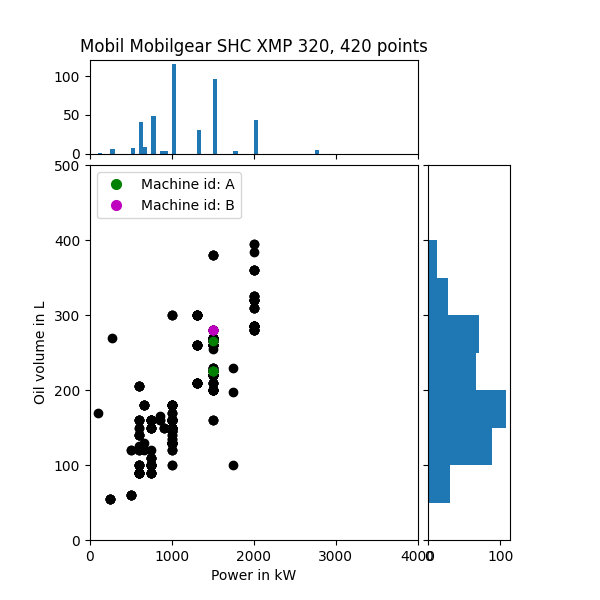 Mobil Mobilgear SHC XMP 320, 420 points
100
50
0
500
400
300
200
100
0
Oil volume in L
Machine id: A
Machine id: B
0 1000 2000 3000 4000
Power in kW
0 100